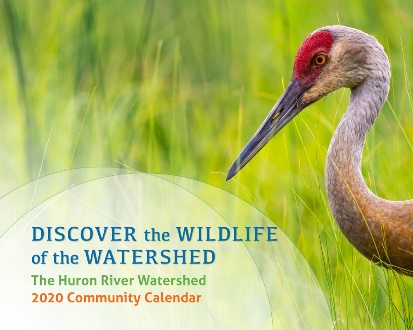 DISCOVER the WILDLIFE
of the WATERSHED
The Huron River Watershed
2020 Community Calendar